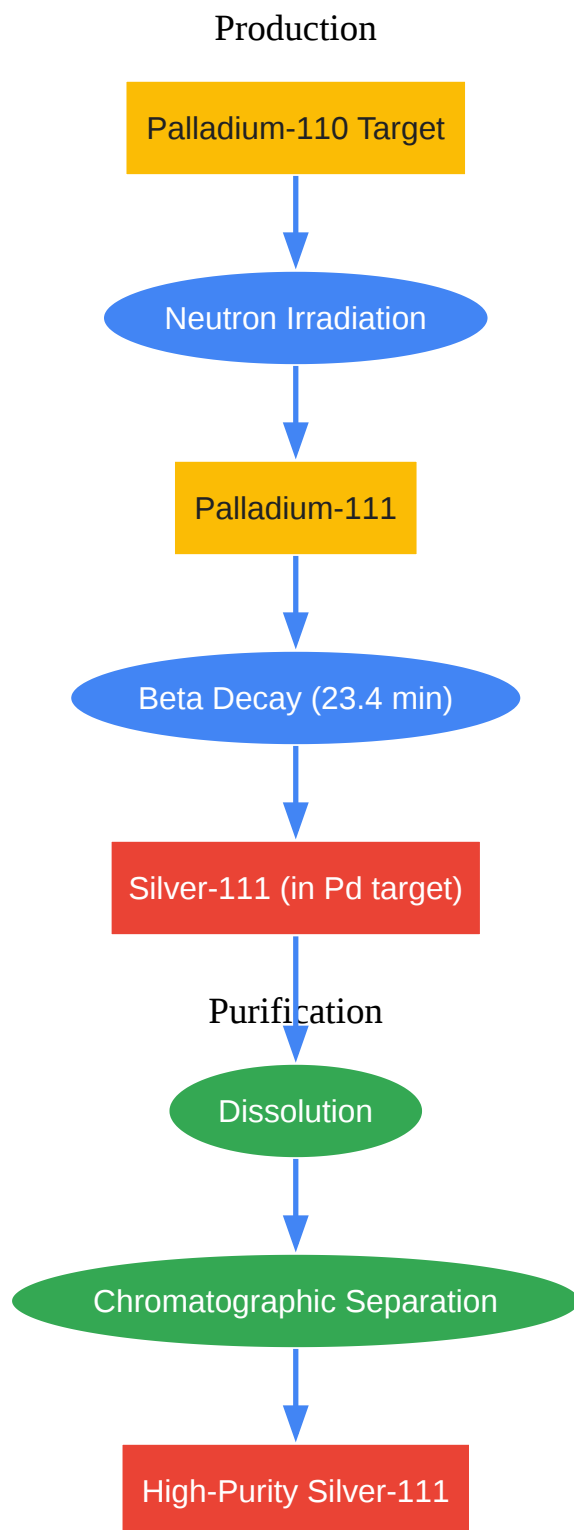 Production
Palladium-110 Target
Neutron Irradiation
Palladium-111
Beta Decay (23.4 min)
Silver-111 (in Pd target)
Purification
Dissolution
Chromatographic Separation
High-Purity Silver-111